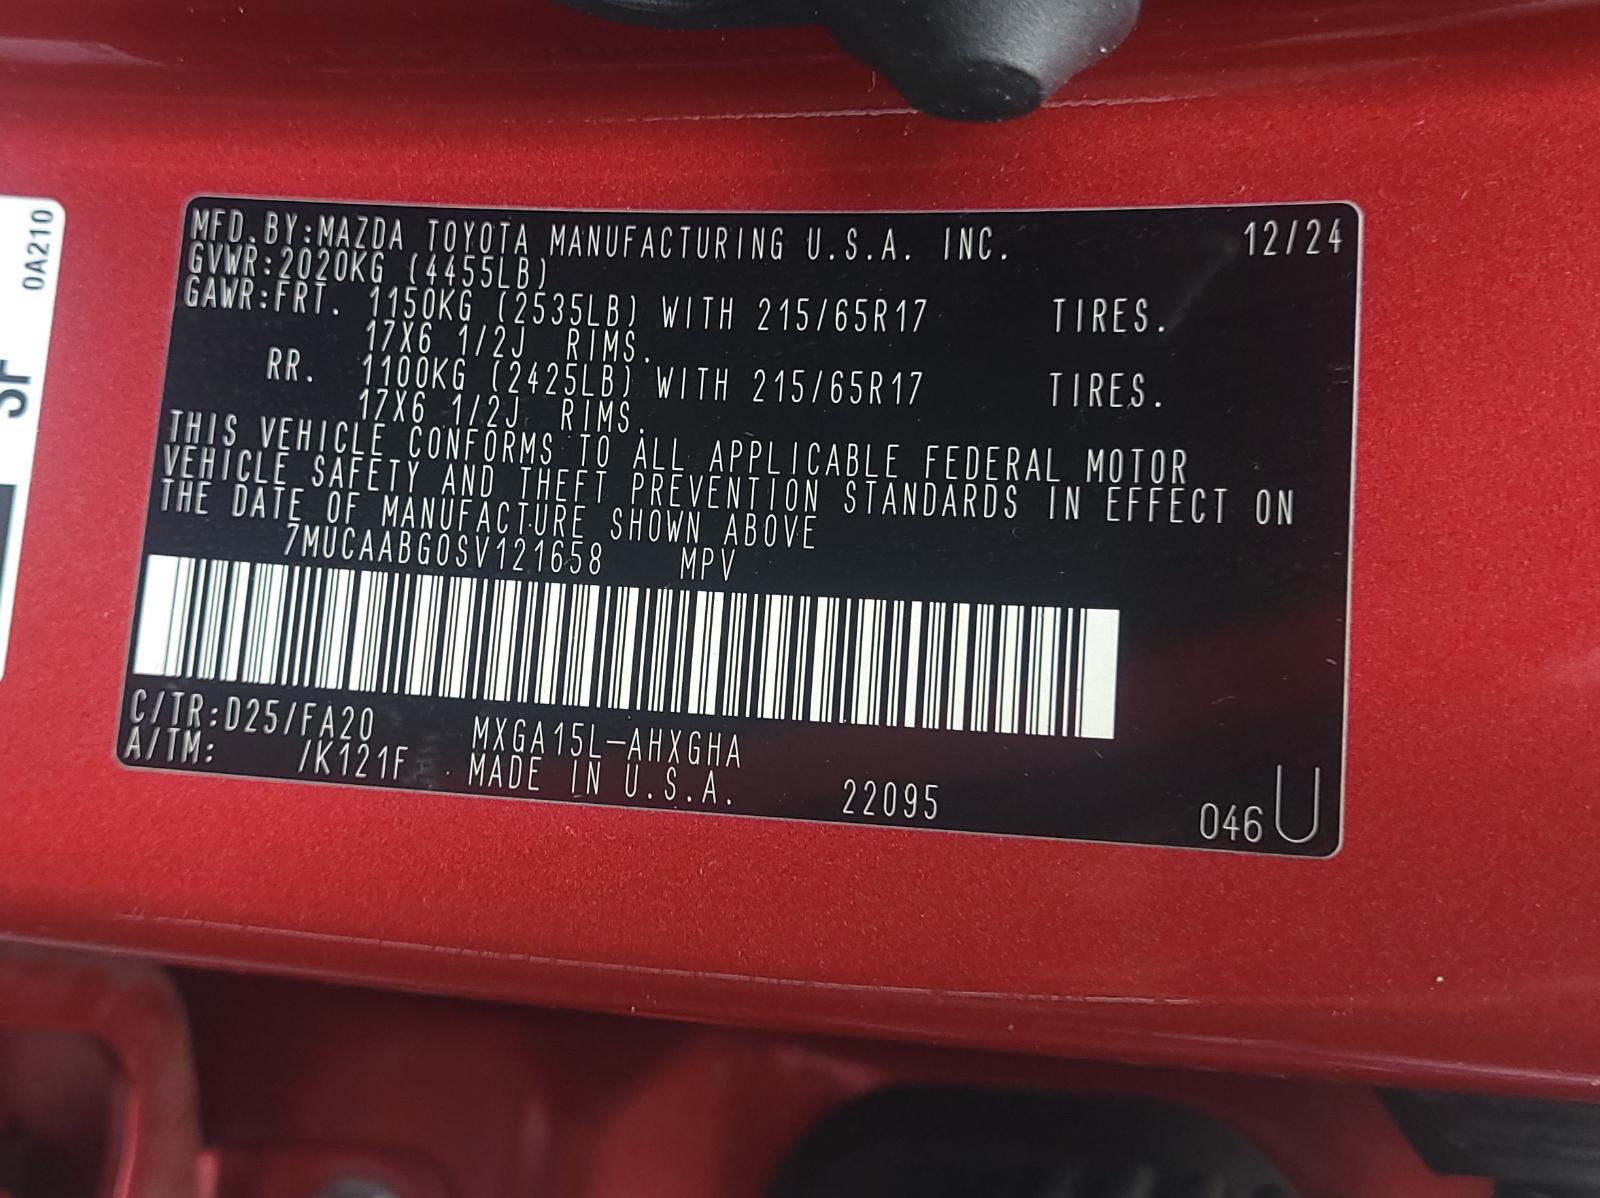 MFD.BY:MAZDA TOYOTA MANUFACTURING U.S.A. INC. 12/24
GVWR:2020KG (4455LB)
GAWR:FRT. 1150KG (2535LB) WITH 215/65R17 TIRES.
17X6 1/2J RIMS.
RR. 1100KG (2425LB) WITH 215/65R17 TIRES.
17X6 1/2J RIMS.
THIS VEHICLE CONFORMS TO ALL APPLICABLE FEDERAL MOTOR
VEHICLE SAFETY AND THEFT PREVENTION STANDARDS IN EFFECT ON
THE DATE OF MANUFACTURE SHOWN ABOVE
7MUCAABG0SV121658 MPV
C/TR:D25/FA20 MXGA15L-AHXGHA
A/TM: /K121F MADE IN U.S.A. 22095
046 U
0A210